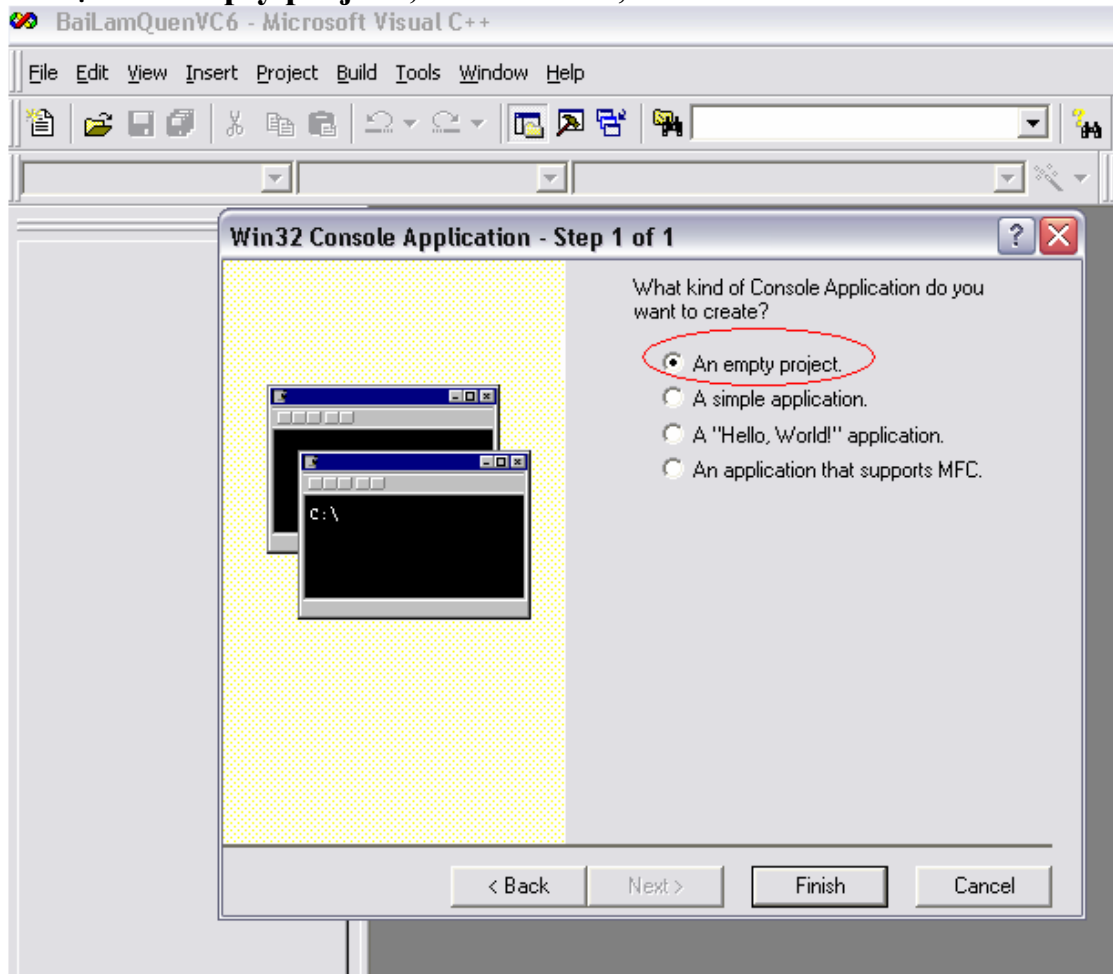 BaiLamQuenVC6 - Microsoft Visual C++
File Edit View Insert Project Build Tools Window Help
Win32 Console Application - Step 1 of 1
What kind of Console Application do you
want to create?
An empty project.
A simple application.
A "Hello, World!" application.
An application that supports MFC.
C:\
< Back Next > Finish Cancel